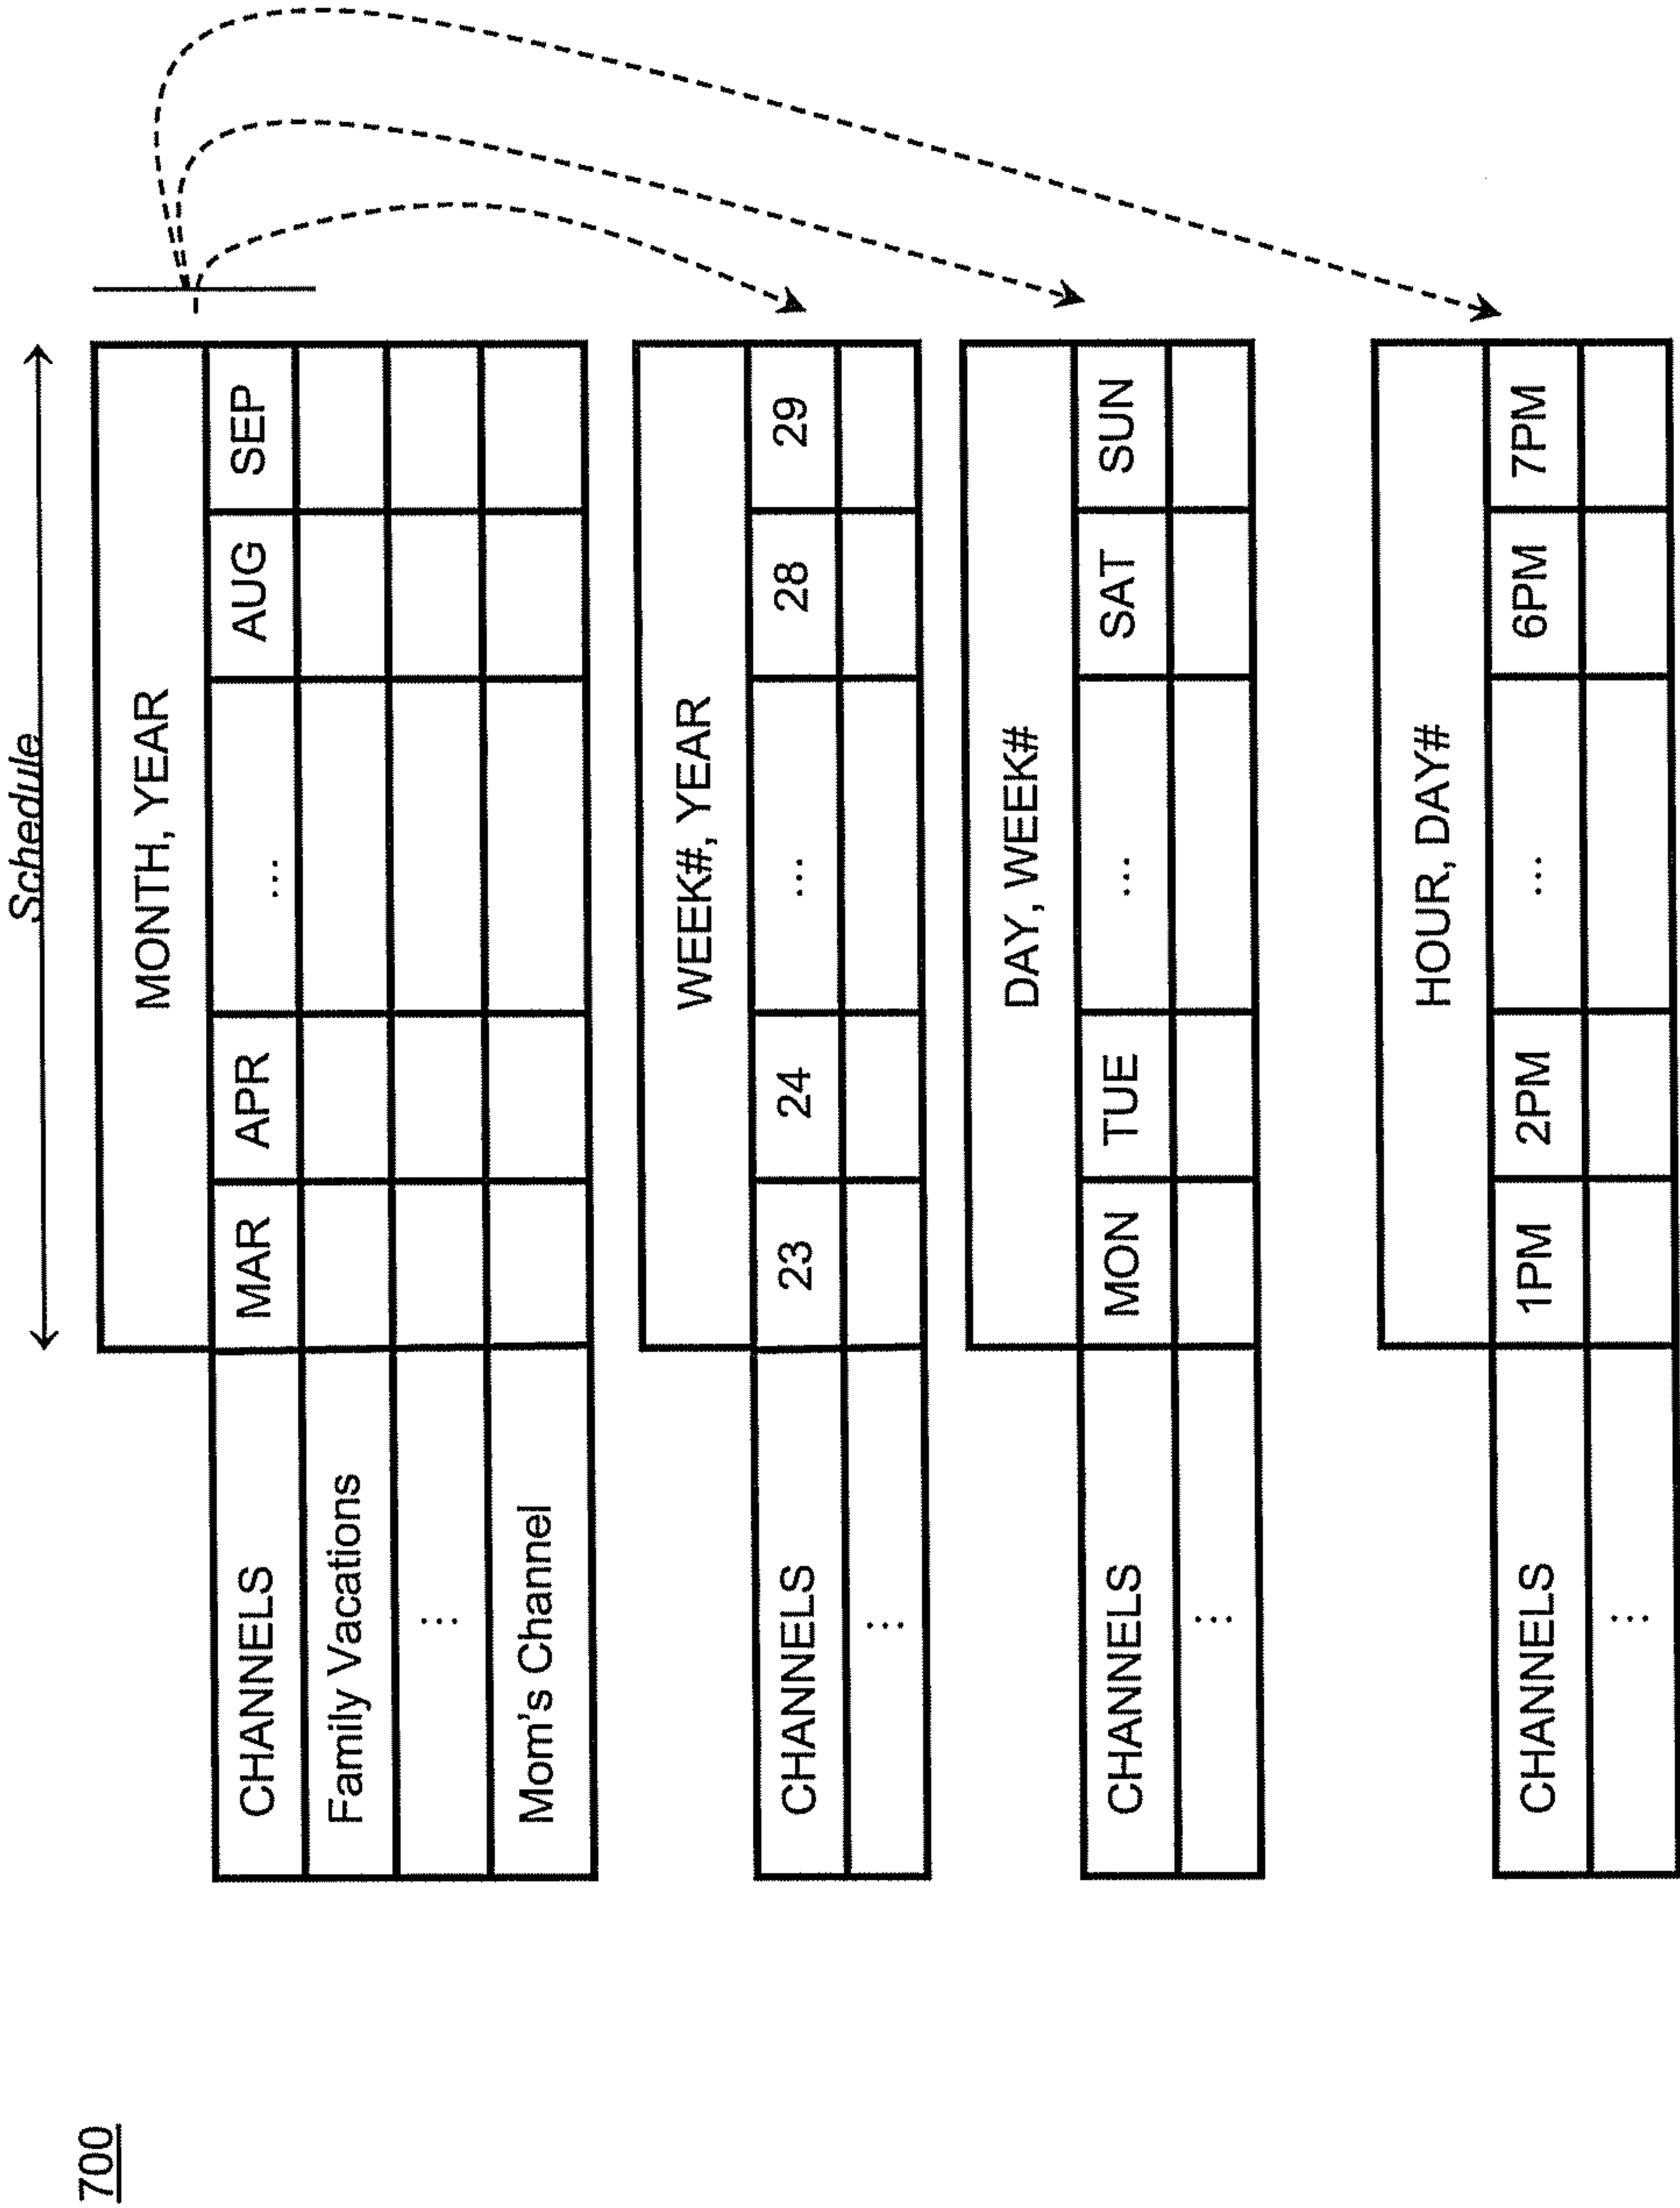 700
Schedule
MONTH, YEAR
CHANNELS MAR APR ... AUG SEP
Family Vacations
...
Mom's Channel
WEEK#, YEAR
CHANNELS 23 24 ... 28 29
...
DAY, WEEK#
CHANNELS MON TUE ... SAT SUN
...
HOUR, DAY#
CHANNELS 1PM 2PM ... 6PM 7PM
...